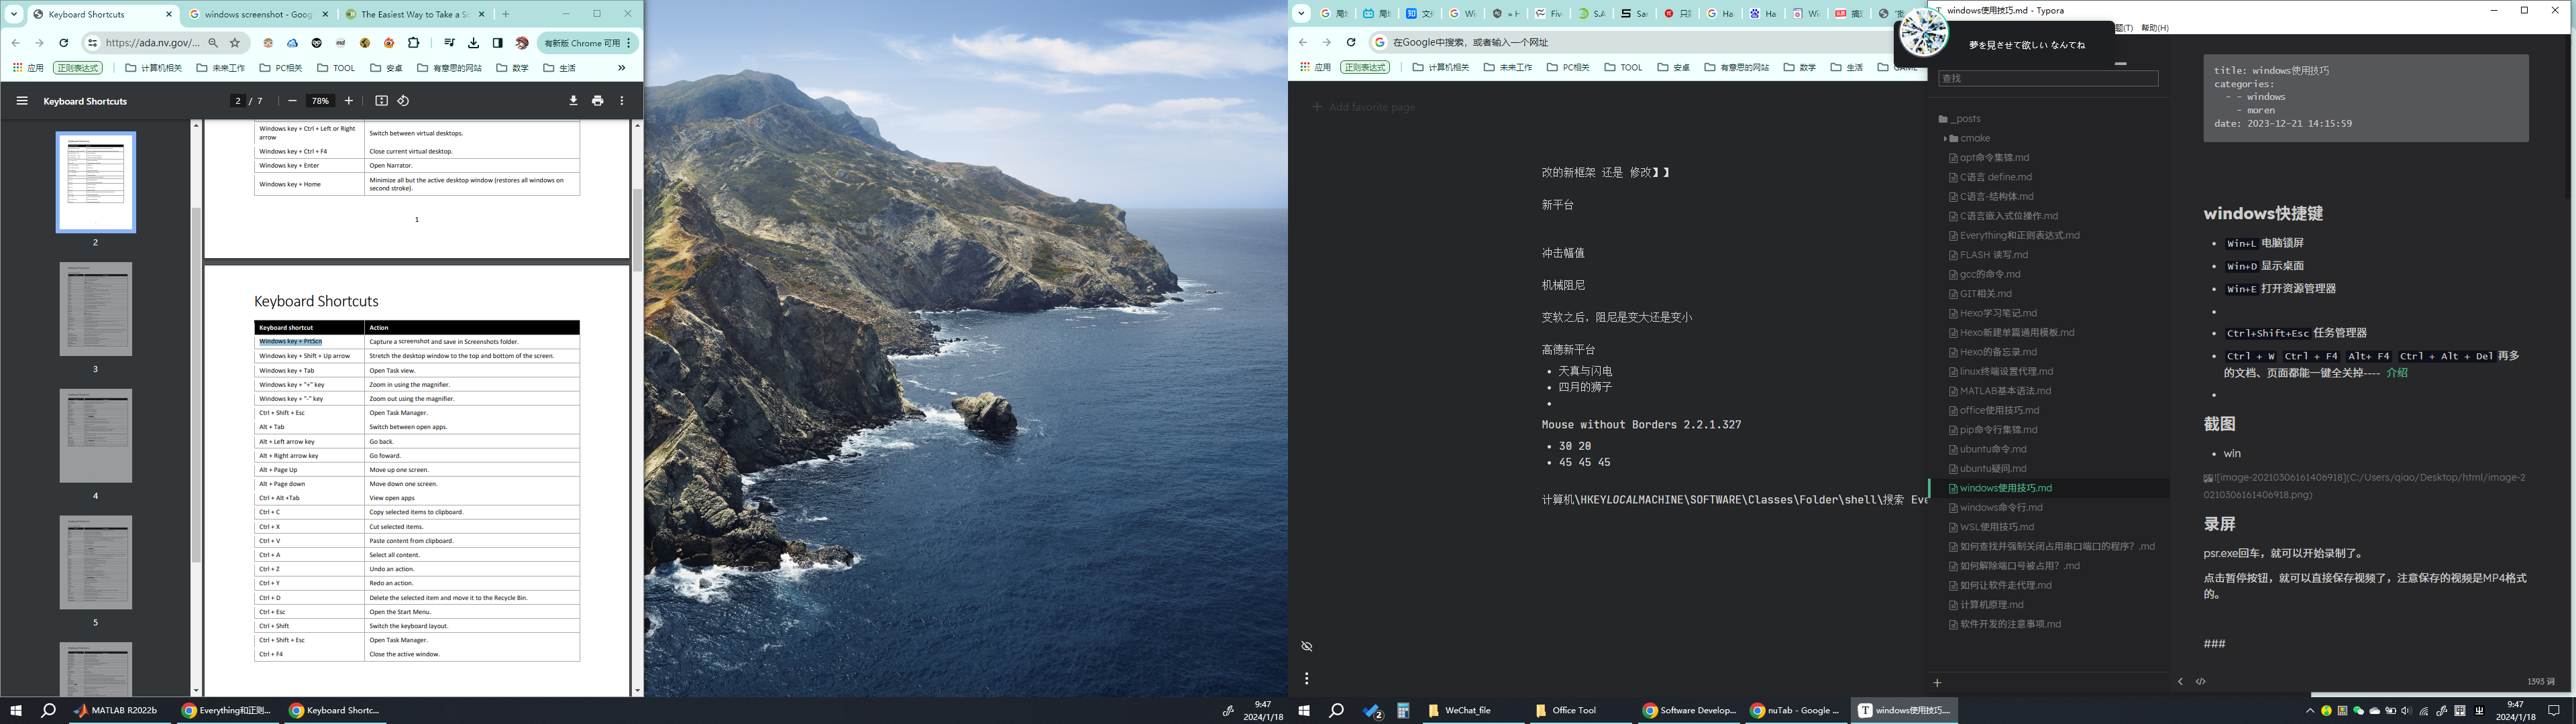 Keyboard Shortcuts
windows screenshot - Goog
The Easiest Way to Take a Sc
https://ada.nv.gov/...
有新版 Chrome 可用
应用
正则表达式
计算机相关
未来工作
PC相关
TOOL
安卓
有意思的网站
数学
生活
Keyboard Shortcuts
2 / 7
78%
2
3
4
5
Windows key + Ctrl + Left or Right arrow
Switch between virtual desktops.
Windows key + Ctrl + F4
Close current virtual desktop.
Windows key + Enter
Open Narrator.
Windows key + Home
Minimize all but the active desktop window (restores all windows on second stroke).
1
Keyboard Shortcuts
Keyboard shortcut
Action
Windows key + PrtScn
Capture a screenshot and save in Screenshots folder.
Windows key + Shift + Up arrow
Stretch the desktop window to the top and bottom of the screen.
Windows key + Tab
Open Task view.
Windows key + "+" key
Zoom in using the magnifier.
Windows key + "-" key
Zoom out using the magnifier.
Ctrl + Shift + Esc
Open Task Manager.
Alt + Tab
Switch between open apps.
Alt + Left arrow key
Go back.
Alt + Right arrow key
Go foward.
Alt + Page Up
Move up one screen.
Alt + Page down
Move down one screen.
Ctrl + Alt +Tab
View open apps
Ctrl + C
Copy selected items to clipboard.
Ctrl + X
Cut selected items.
Ctrl + V
Paste content from clipboard.
Ctrl + A
Select all content.
Ctrl + Z
Undo an action.
Ctrl + Y
Redo an action.
Ctrl + D
Delete the selected item and move it to the Recycle Bin.
Ctrl + Esc
Open the Start Menu.
Ctrl + Shift
Switch the keyboard layout.
Ctrl + Shift + Esc
Open Task Manager.
Ctrl + F4
Close the active window.
MATLAB R2022b
Everything和正则...
Keyboard Shortc...
9:47
2024/1/18
在Google中搜索，或者输入一个网址
应用
正则表达式
计算机相关
未来工作
PC相关
TOOL
安卓
有意思的网站
数学
生活
GAME
Add favorite page
改的新框架 还是 修改】】
新平台
冲击幅值
机械阻尼
变软之后，阻尼是变大还是变小
高德新平台
天真与闪电
四月的狮子
Mouse without Borders 2.2.1.327
30 20
45 45 45
计算机\HKEYLOCALMACHINE\SOFTWARE\Classes\Folder\shell\搜索 Eve
windows使用技巧.md - Typora
帮助(H)
夢を見させて欲しい なんてね
查找
_posts
cmake
apt命令集锦.md
C语言 define.md
C语言-结构体.md
C语言嵌入式位操作.md
Everything和正则表达式.md
FLASH 读写.md
gcc的命令.md
GIT相关.md
Hexo学习笔记.md
Hexo新建单篇通用模板.md
Hexo的备忘录.md
linux终端设置代理.md
MATLAB基本语法.md
office使用技巧.md
pip命令行集锦.md
ubuntu命令.md
ubuntu疑问.md
windows使用技巧.md
windows命令行.md
WSL使用技巧.md
如何查找并强制关闭占用串口端口的程序？.md
如何解除端口号被占用？.md
如何让软件走代理.md
计算机原理.md
软件开发的注意事项.md
title: windows使用技巧
categories:
- - windows
- moren
date: 2023-12-21 14:15:59
windows快捷键
Win+L 电脑锁屏
Win+D 显示桌面
Win+E 打开资源管理器
Ctrl+Shift+Esc 任务管理器
Ctrl + W Ctrl + F4 Alt+ F4 Ctrl + Alt + Del 再多
的文档、页面都能一键全关掉---- 介绍
截图
win
![image-20210306161406918](C:/Users/qiao/Desktop/html/image-2
0210306161406918.png)
录屏
psr.exe回车，就可以开始录制了。
点击暂停按钮，就可以直接保存视频了，注意保存的视频是MP4格式
的。
###
1393 词
2
WeChat_file
Office Tool
Software Develop...
nuTab - Google ...
windows使用技巧....
9:47
2024/1/18